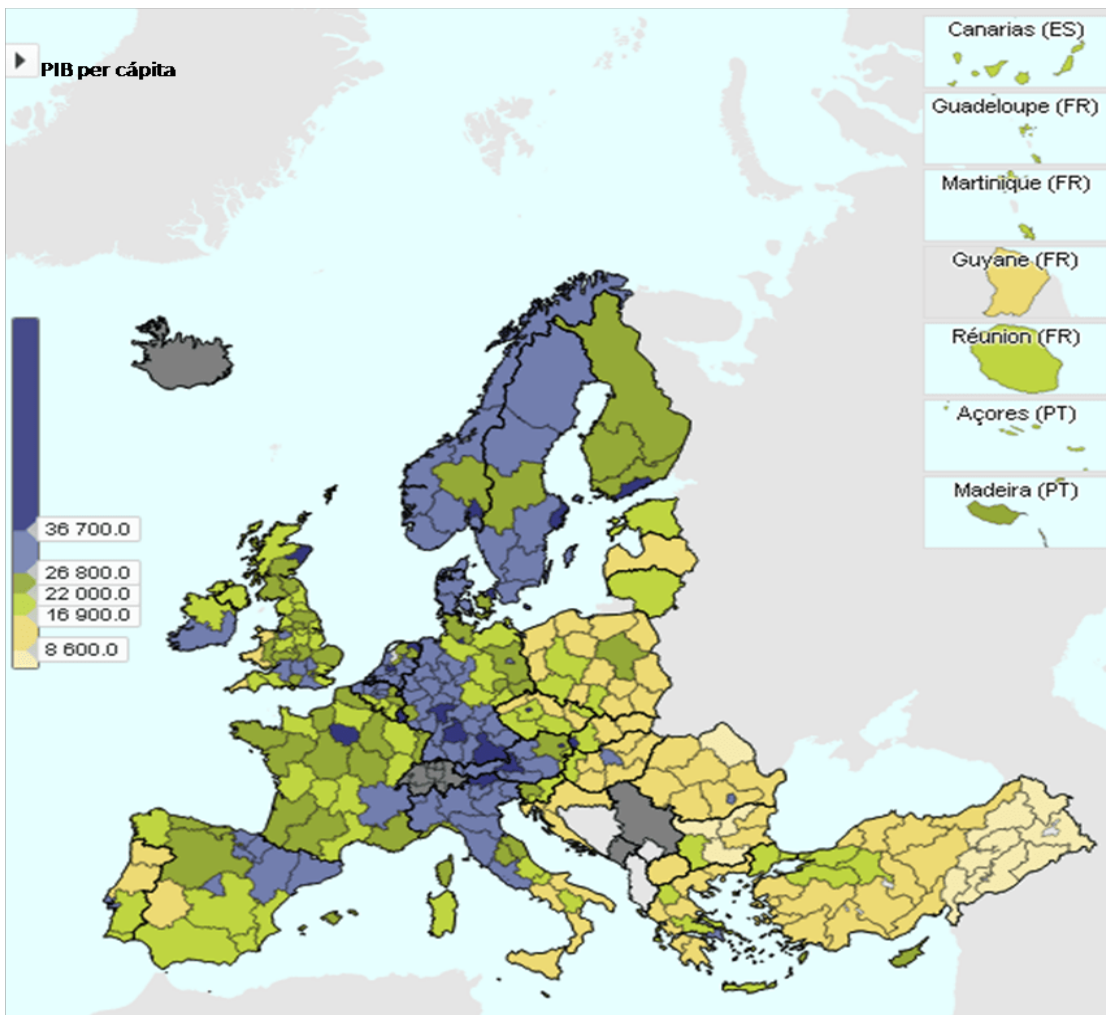 PIB per cápita
Canarias (ES)
Guadeloupe (FR)
Martinique (FR)
Guyane (FR)
Réunion (FR)
Açores (PT)
Madeira (PT)
36 700.0
26 800.0
22 000.0
16 900.0
8 600.0